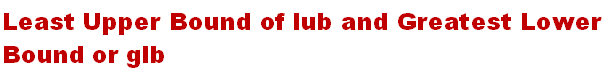 Least Upper Bound of lub and Greatest Lower
Bound or glb